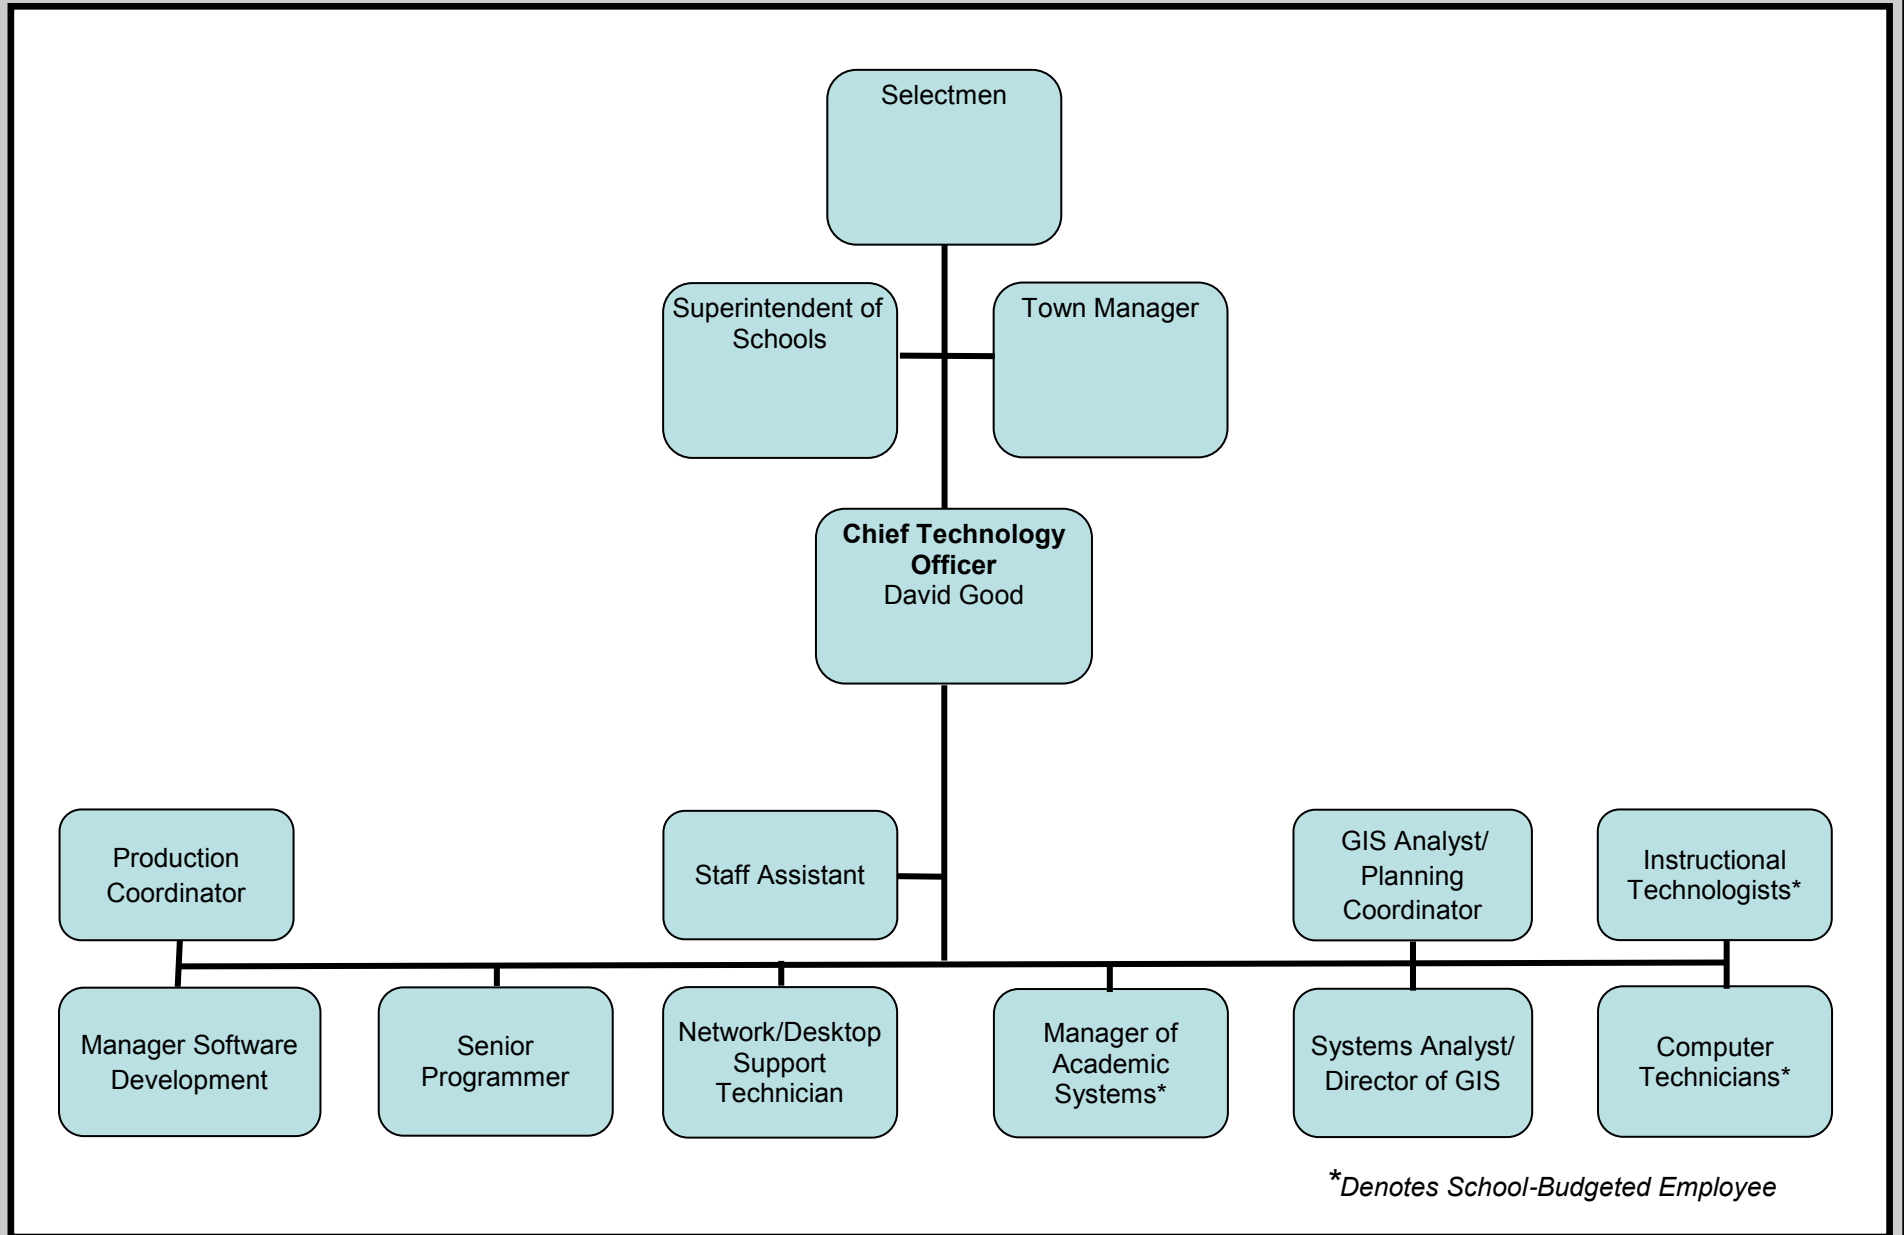 Selectmen
Superintendent of
Schools
Town Manager
Chief Technology
Officer
David Good
Production
Coordinator
Staff Assistant
GIS Analyst/
Planning
Coordinator
Instructional
Technologists*
Manager Software
Development
Senior
Programmer
Network/Desktop
Support
Technician
Manager of
Academic
Systems*
Systems Analyst/
Director of GIS
Computer
Technicians*
*Denotes School-Budgeted Employee